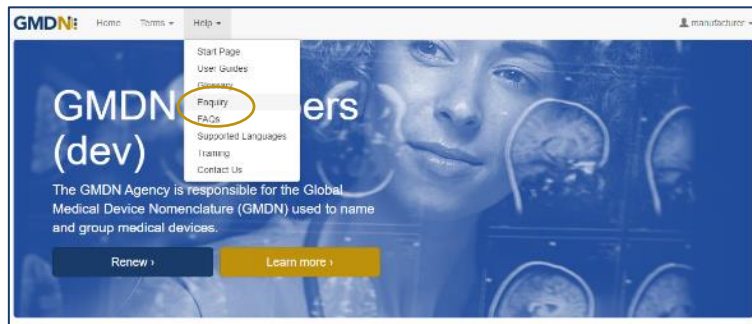 GMDN
Home Terms Help manufacturer
Start Page
User Guides
Glossary
Enquiry
FAQs
Supported Languages
Training
Contact Us
GMDN ers
(dev)
The GMDN Agency is responsible for the Global
Medical Device Nomenclature (GMDN) used to name
and group medical devices.
Renew ›
Learn more ›